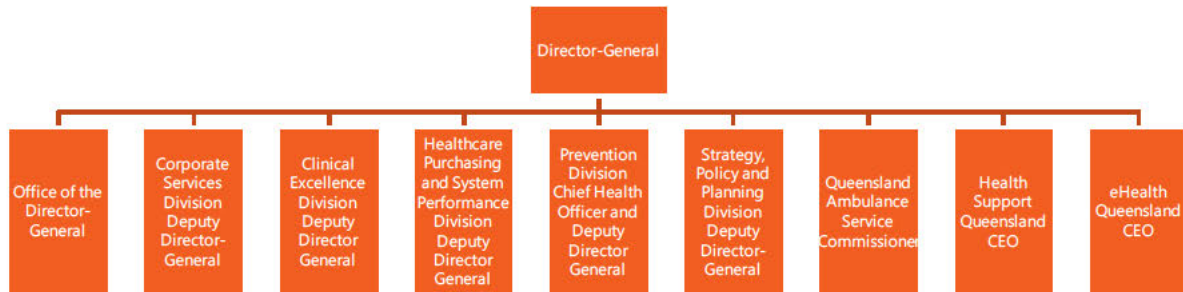 Director-General
Office of the
Director-
General
Corporate
Services
Division
Deputy
Director-
General
Clinical
Excellence
Division
Deputy
Director
General
Healthcare
Purchasing
and System
Performance
Division
Deputy
Director
General
Prevention
Division
Chief Health
Officer and
Deputy
Director
General
Strategy,
Policy and
Planning
Division
Deputy
Director-
General
Queensland
Ambulance
Service
Commissioner
Health
Support
Queensland
CEO
eHealth
Queensland
CEO